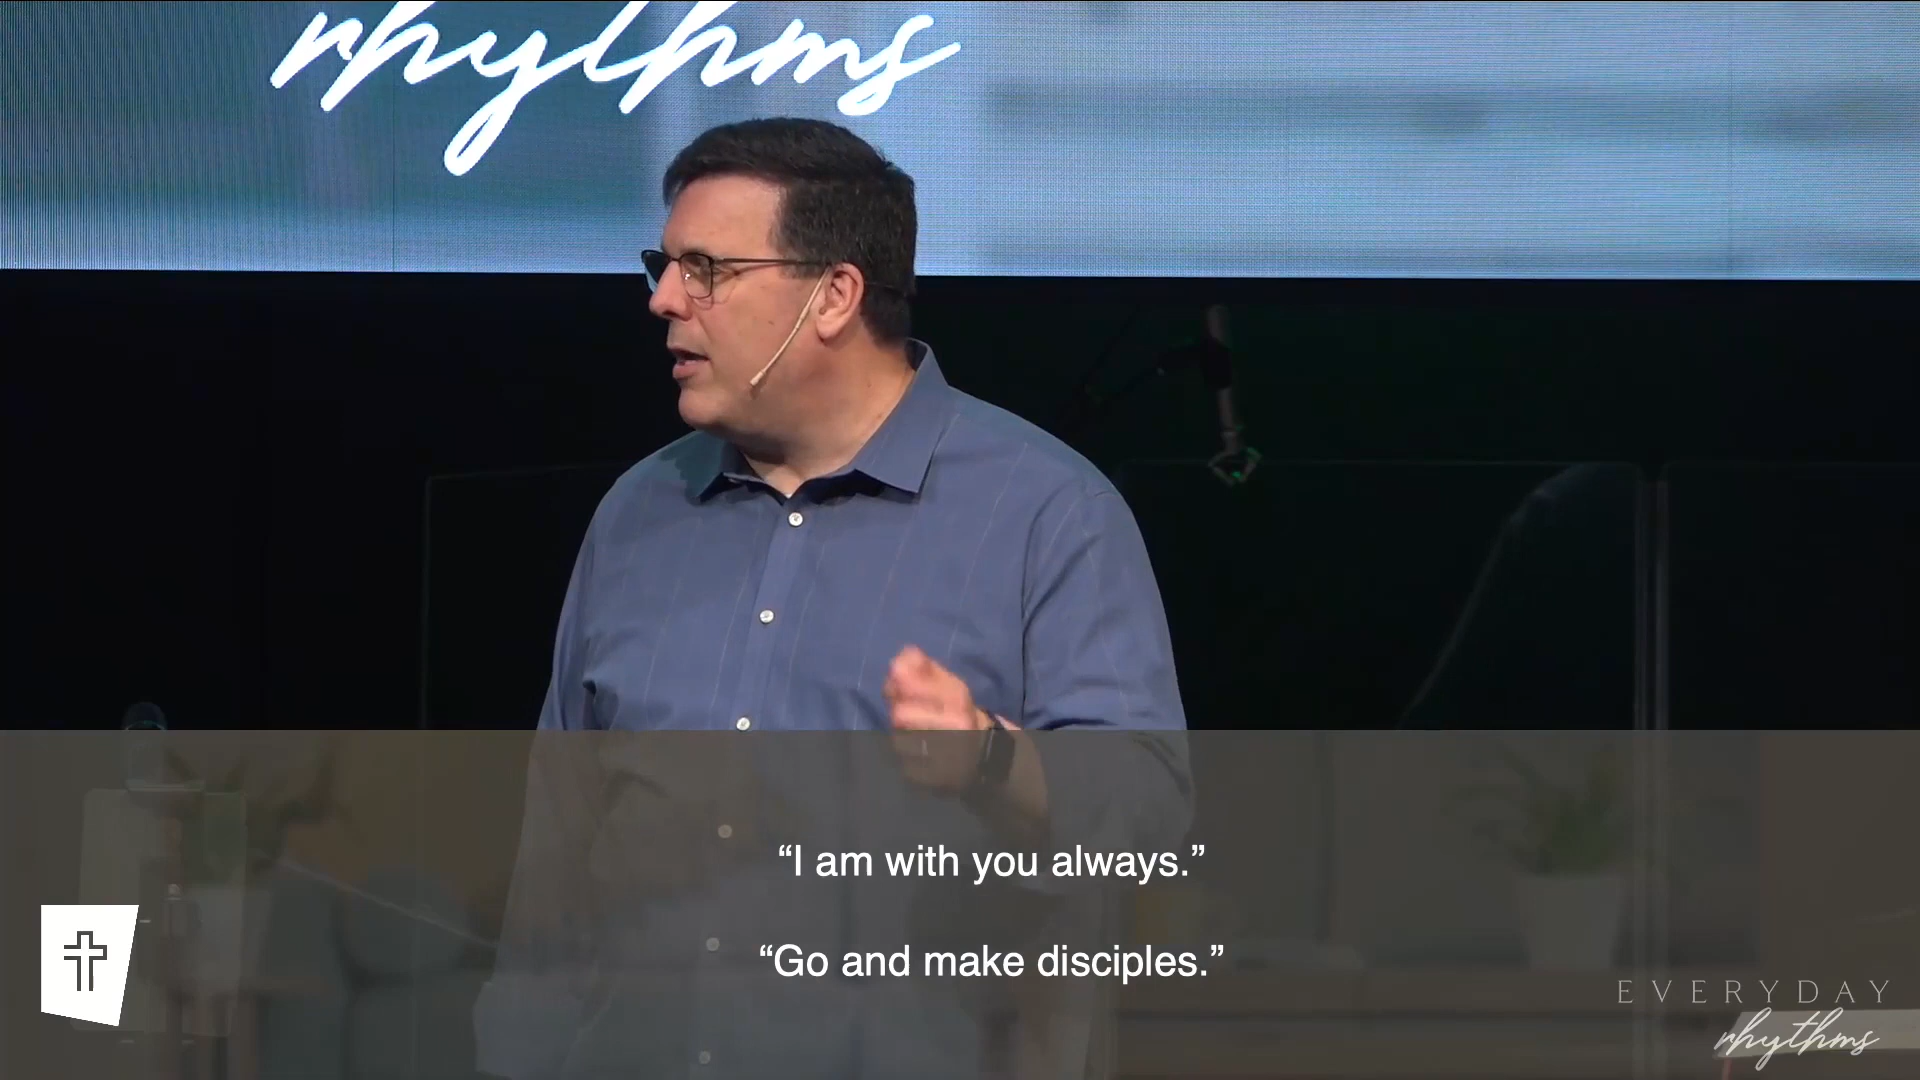 rhythms
“I am with you always.”
“Go and make disciples.”
EVERYDAY
rhythms